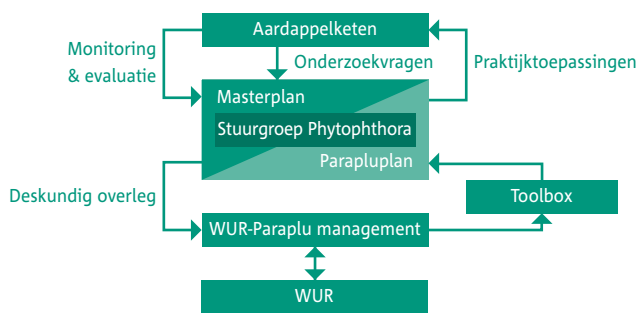 Aardappelketen
Monitoring
& evaluatie
Onderzoekvragen
Praktijktoepassingen
Masterplan
Stuurgroep Phytophthora
Parapluplan
Deskundig overleg
Toolbox
WUR-Paraplu management
WUR